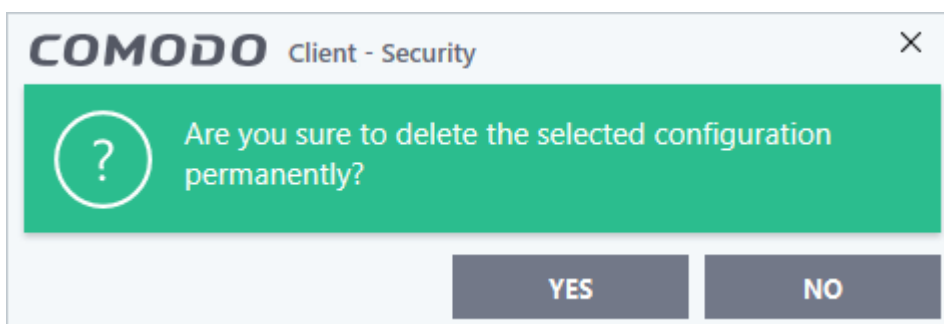 COMODO Client - Security
Are you sure to delete the selected configuration
permanently?
YES NO